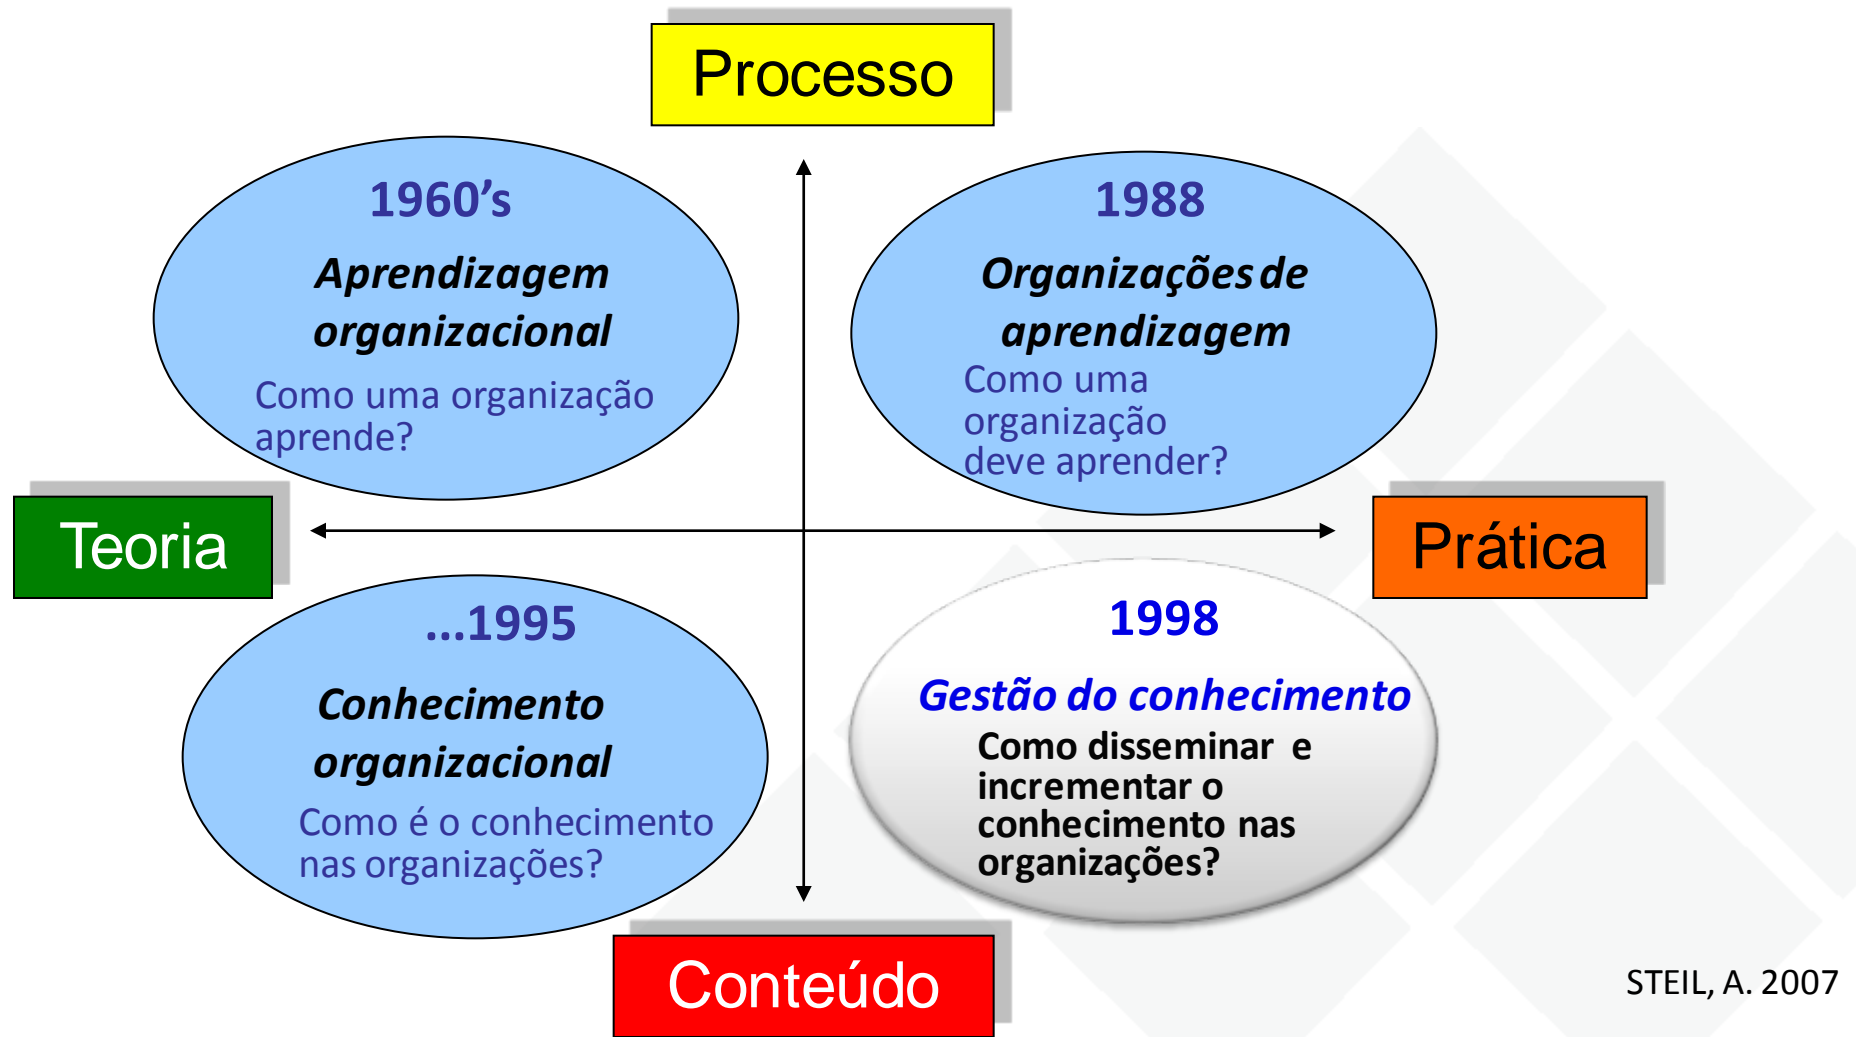 Processo
1960’s
Aprendizagem
organizacional
Como uma organização
aprende?
1988
Organizações de
aprendizagem
Como uma
organização
deve aprender?
Teoria
Prática
...1995
Conhecimento
organizacional
Como é o conhecimento
nas organizações?
1998
Gestão do conhecimento
Como disseminar e
incrementar o
conhecimento nas
organizações?
Conteúdo
STEIL, A. 2007